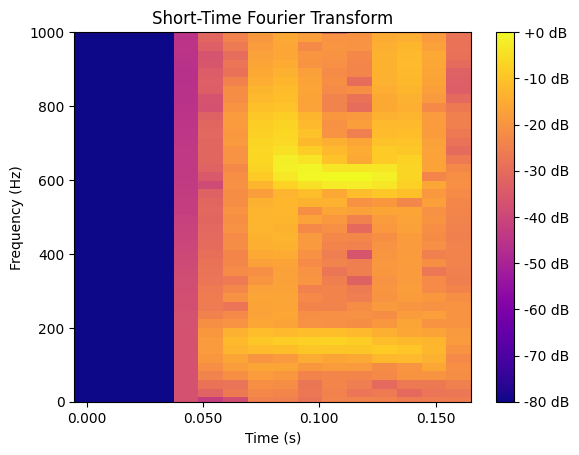 Short-Time Fourier Transform
1000
800
600
400
200
0
Frequency (Hz)
0.000
0.050
0.100
0.150
Time (s)
+0 dB
-10 dB
-20 dB
-30 dB
-40 dB
-50 dB
-60 dB
-70 dB
-80 dB